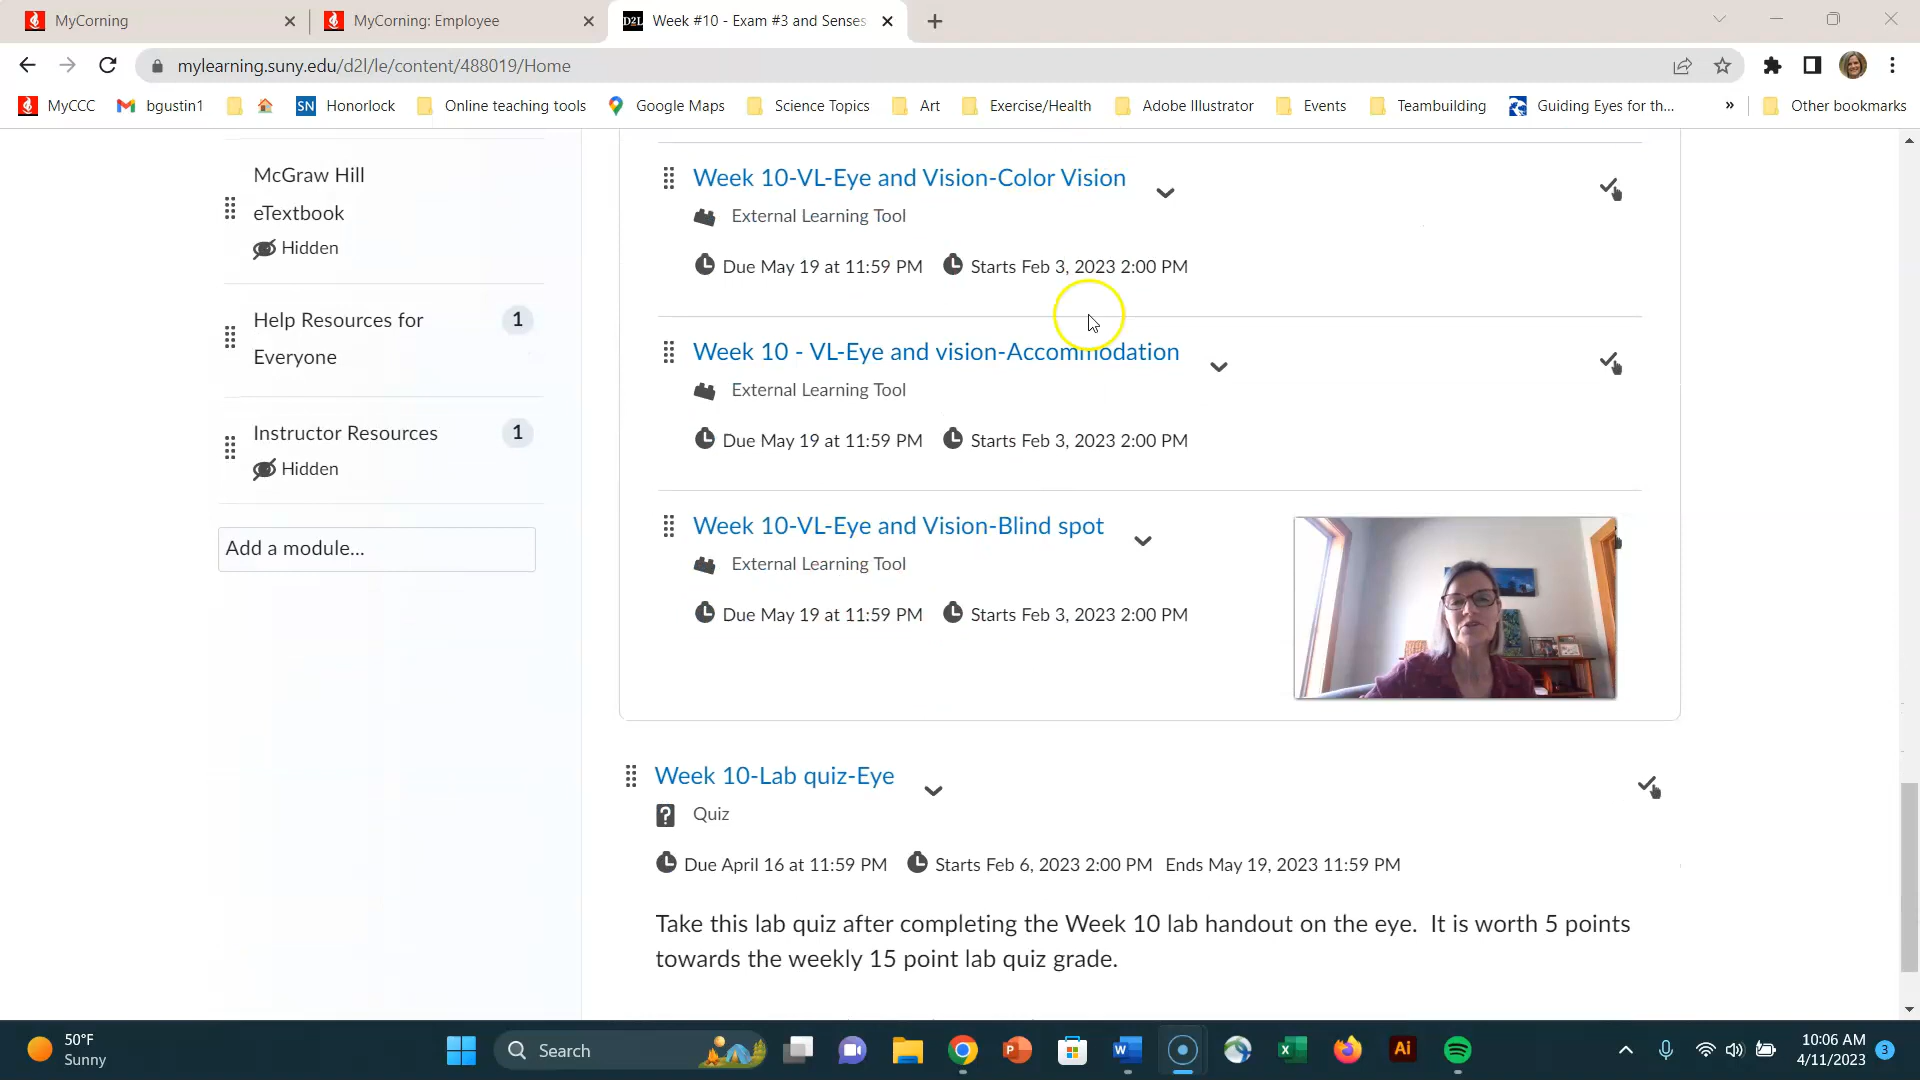 MyCorning
MyCorning: Employee
D2L Week #10 - Exam #3 and Senses
mylearning.suny.edu/d2l/le/content/488019/Home
MyCCC
bgustin1
SN Honorlock
Online teaching tools
Google Maps
Science Topics
Art
Exercise/Health
Adobe Illustrator
Events
Teambuilding
Guiding Eyes for th...
»
Other bookmarks
McGraw Hill
eTextbook
Hidden
Help Resources for
Everyone
1
Instructor Resources
1
Hidden
Add a module...
Week 10-VL-Eye and Vision-Color Vision
External Learning Tool
Due May 19 at 11:59 PM Starts Feb 3, 2023 2:00 PM
Week 10 - VL-Eye and vision-Accommodation
External Learning Tool
Due May 19 at 11:59 PM Starts Feb 3, 2023 2:00 PM
Week 10-VL-Eye and Vision-Blind spot
External Learning Tool
Due May 19 at 11:59 PM Starts Feb 3, 2023 2:00 PM
Week 10-Lab quiz-Eye
? Quiz
Due April 16 at 11:59 PM Starts Feb 6, 2023 2:00 PM Ends May 19, 2023 11:59 PM
Take this lab quiz after completing the Week 10 lab handout on the eye. It is worth 5 points
towards the weekly 15 point lab quiz grade.
50°F
Sunny
Search
P
W
X
Ai
10:06 AM
4/11/2023
3